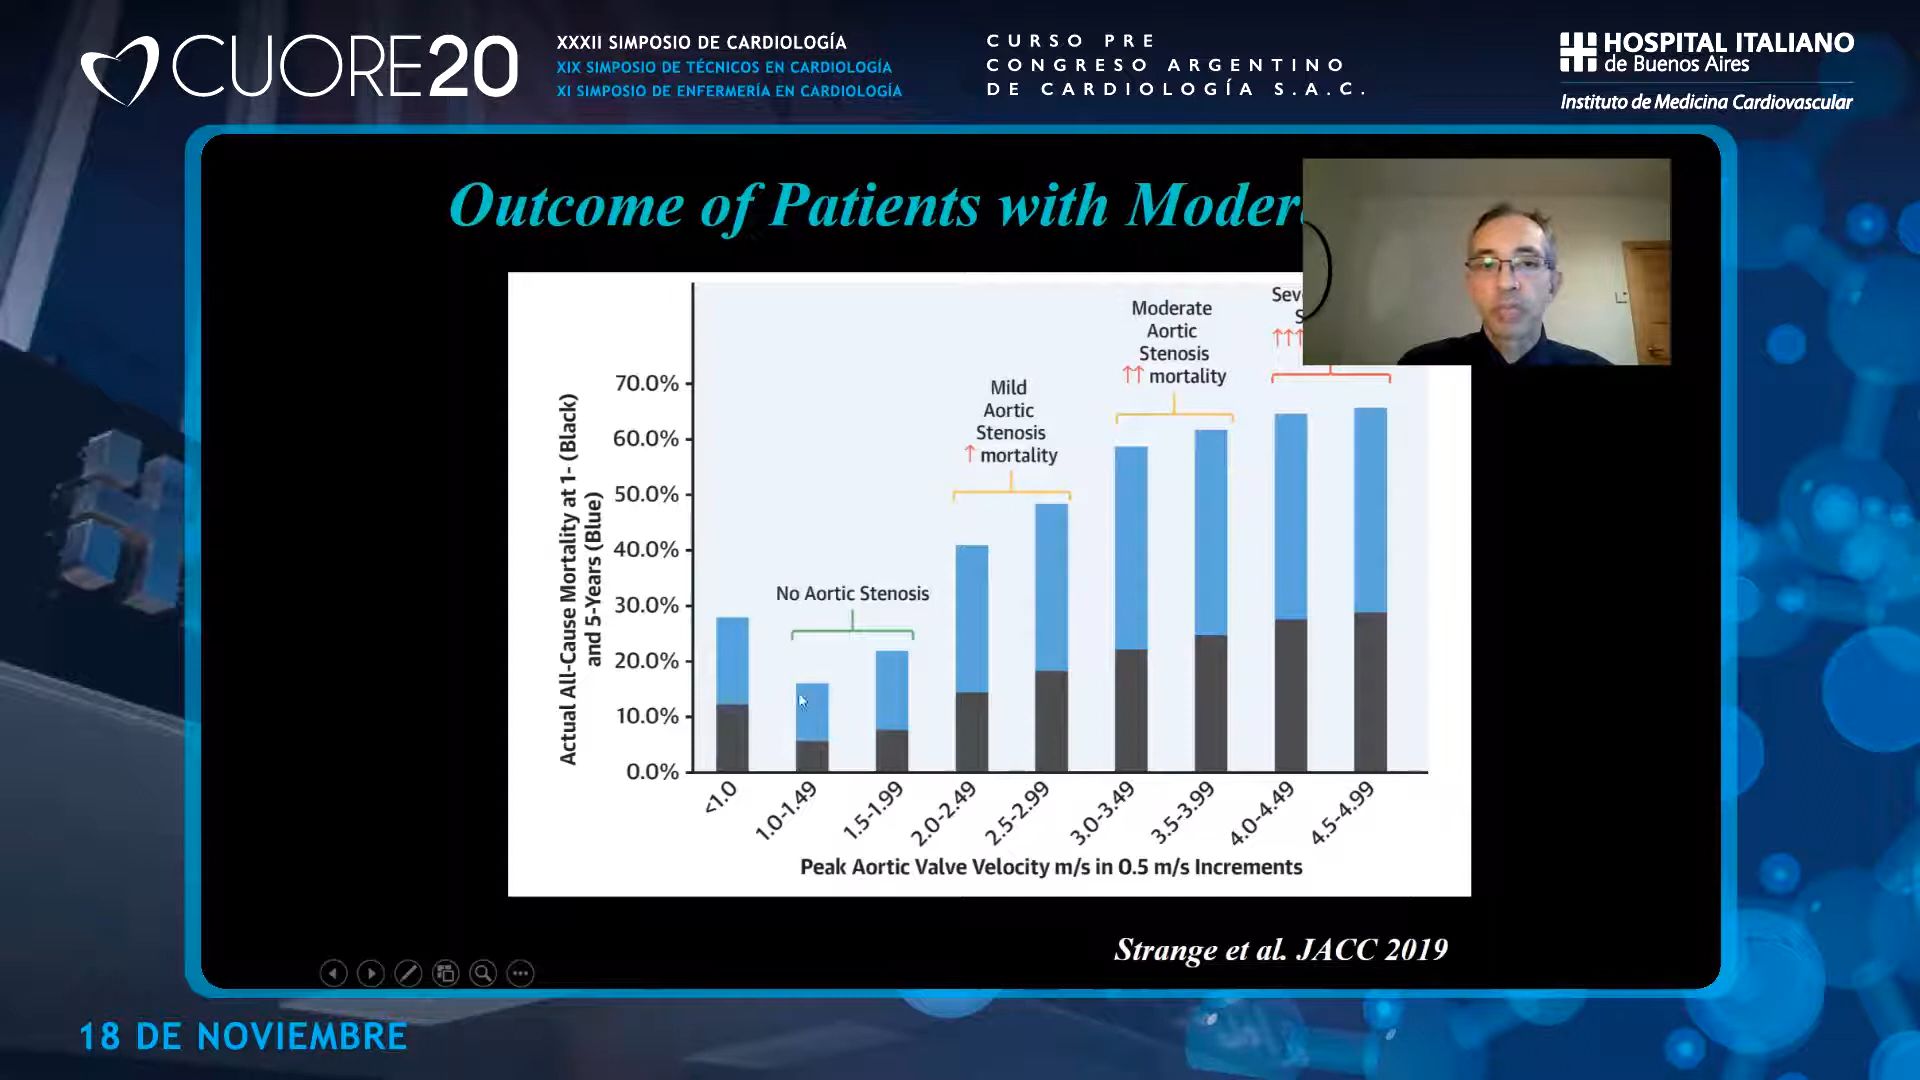 CUORE20
XXXII SIMPOSIO DE CARDIOLOGÍA
XIX SIMPOSIO DE TÉCNICOS EN CARDIOLOGÍA
XI SIMPOSIO DE ENFERMERÍA EN CARDIOLOGÍA
CURSO PRE
CONGRESO ARGENTINO
DE CARDIOLOGÍA S.A.C.
HOSPITAL ITALIANO
de Buenos Aires
Instituto de Medicina Cardiovascular
Outcome of Patients with Moder
Actual All-Cause Mortality at 1- (Black)
and 5-Years (Blue)
70.0%
60.0%
50.0%
40.0%
30.0%
20.0%
10.0%
0.0%
No Aortic Stenosis
Mild
Aortic
Stenosis
↑ mortality
Moderate
Aortic
Stenosis
↑↑ mortality
Sev
S
↑↑↑
<1.0
1.0-1.49
1.5-1.99
2.0-2.49
2.5-2.99
3.0-3.49
3.5-3.99
4.0-4.49
4.5-4.99
Peak Aortic Valve Velocity m/s in 0.5 m/s Increments
Strange et al. JACC 2019
18 DE NOVIEMBRE